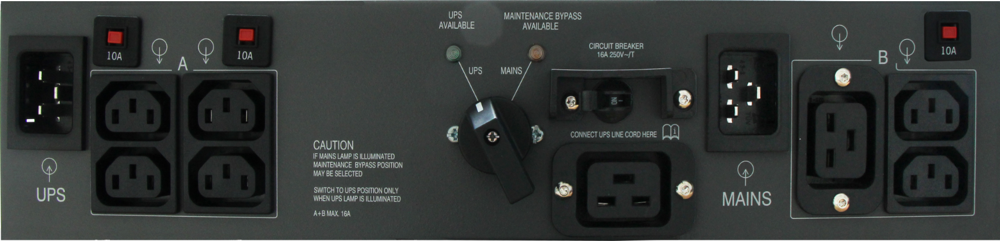 UPS
AVAILABLE
MAINTENANCE BYPASS
AVAILABLE
10A
10A
A
UPS
MAINS
CIRCUIT BREAKER
16A 250V~/T
B
10A
I
ON
CONNECT UPS LINE CORD HERE
i
UPS
CAUTION
IF MAINS LAMP IS ILLUMINATED
MAINTENANCE BYPASS POSITION
MAY BE SELECTED
SWITCH TO UPS POSITION ONLY
WHEN UPS LAMP IS ILLUMINATED
A+B MAX. 16A
MAINS